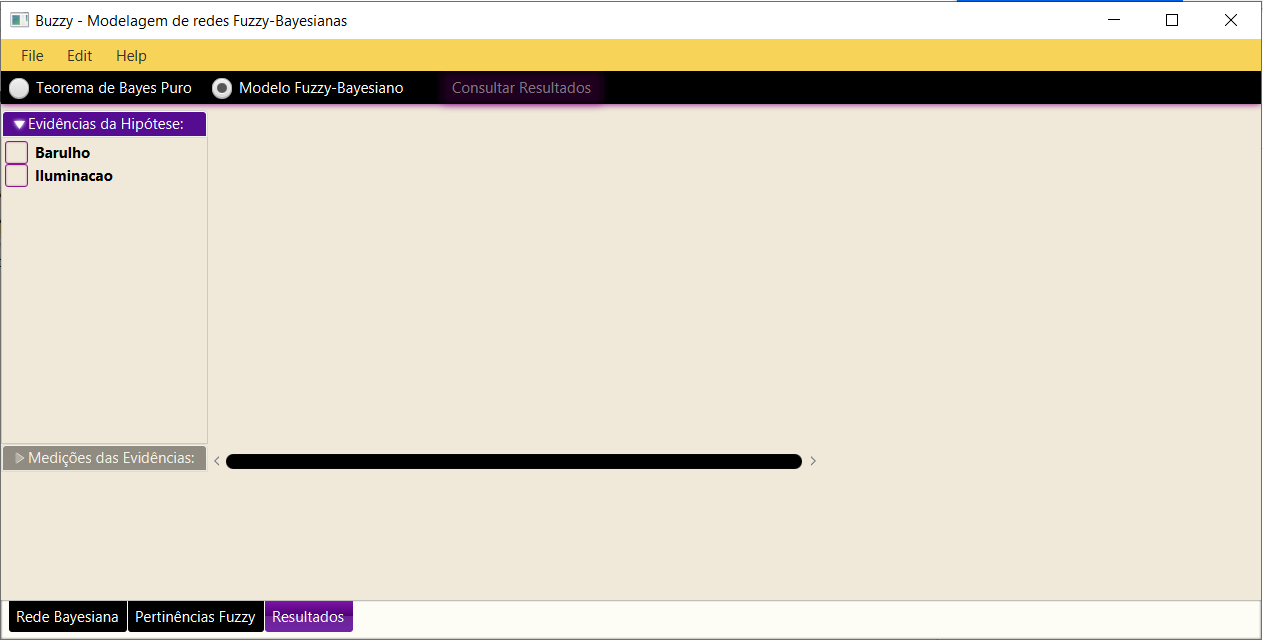 Buzzy - Modelagem de redes Fuzzy-Bayesianas
File Edit Help
Teorema de Bayes Puro Modelo Fuzzy-Bayesiano Consultar Resultados
Evidências da Hipótese:
Barulho
Iluminacao
Medições das Evidências:
Rede Bayesiana Pertinências Fuzzy Resultados